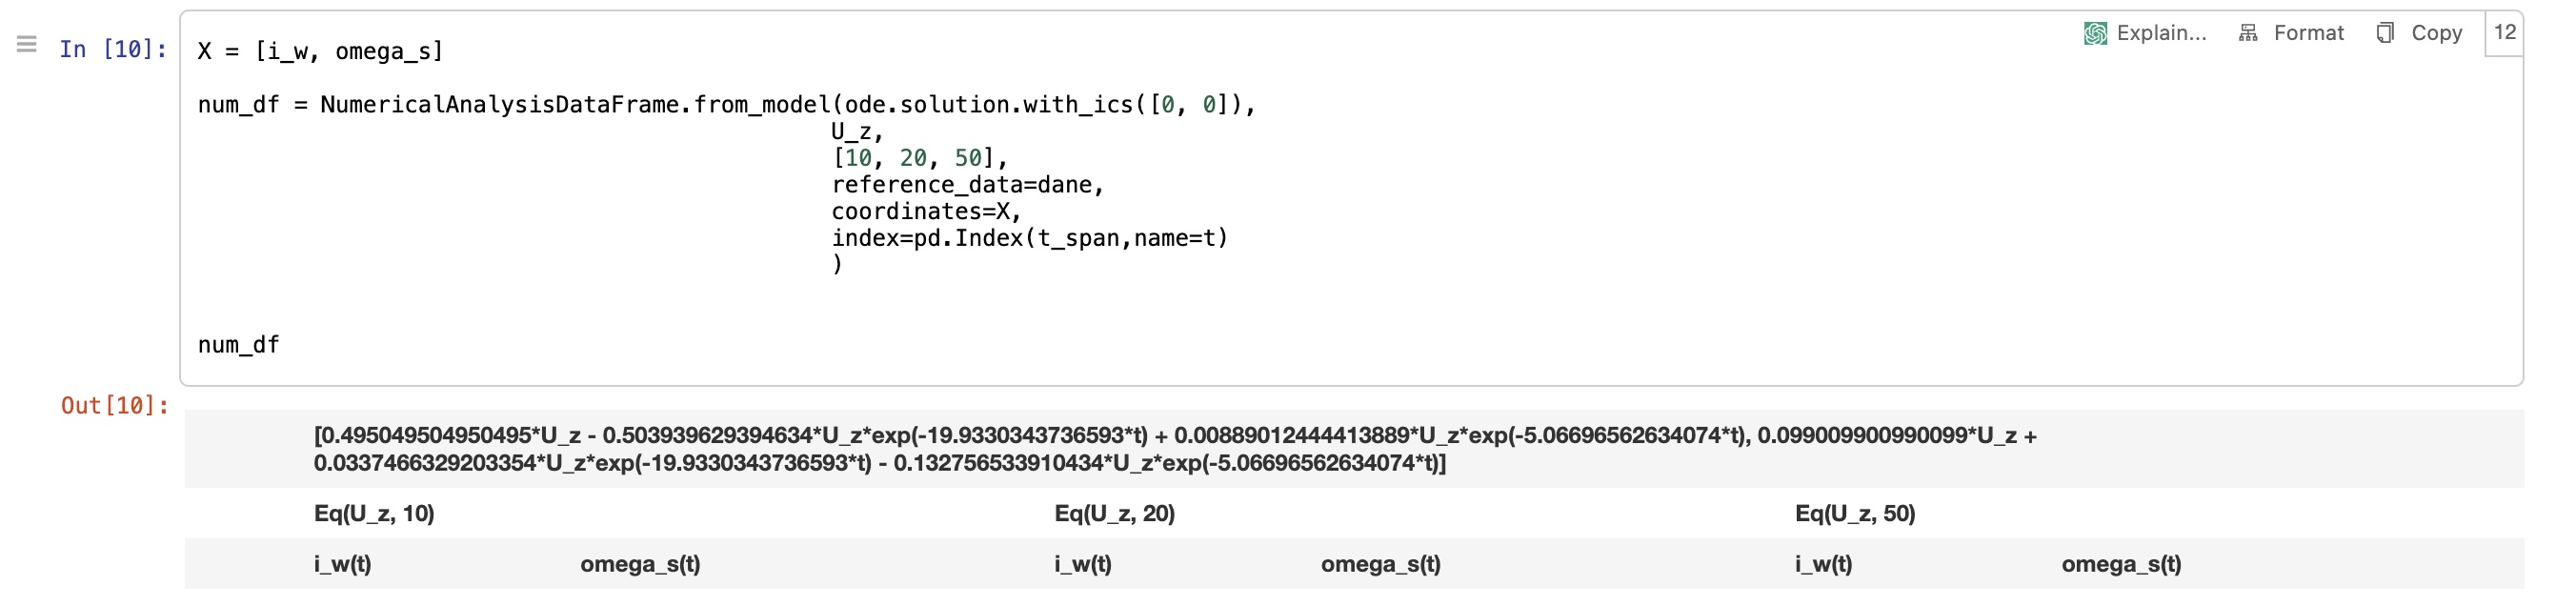 Explain... Format Copy 12
In [10]: X = [i_w, omega_s]
num_df = NumericalAnalysisDataFrame.from_model(ode.solution.with_ics([0, 0]),
U_z,
[10, 20, 50],
reference_data=dane,
coordinates=X,
index=pd.Index(t_span,name=t)
)
num_df
Out[10]:
[0.495049504950495*U_z - 0.503939629394634*U_z*exp(-19.9330343736593*t) + 0.00889012444413889*U_z*exp(-5.06696562634074*t), 0.099009900990099*U_z +
0.0337466329203354*U_z*exp(-19.9330343736593*t) - 0.132756533910434*U_z*exp(-5.06696562634074*t)]
Eq(U_z, 10) Eq(U_z, 20) Eq(U_z, 50)
i_w(t) omega_s(t) i_w(t) omega_s(t) i_w(t) omega_s(t)